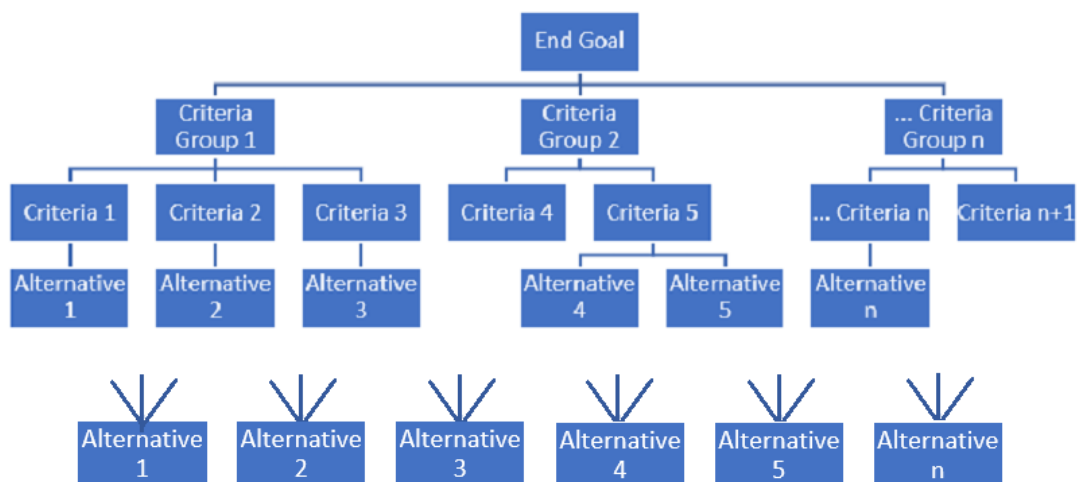 End Goal
Criteria
Group 1
Criteria
Group 2
... Criteria
Group n
Criteria 1
Criteria 2
Criteria 3
Criteria 4
Criteria 5
... Criteria n
Criteria n+1
Alternative
1
Alternative
2
Alternative
3
Alternative
4
Alternative
5
Alternative
n
Alternative
1
Alternative
2
Alternative
3
Alternative
4
Alternative
5
Alternative
n